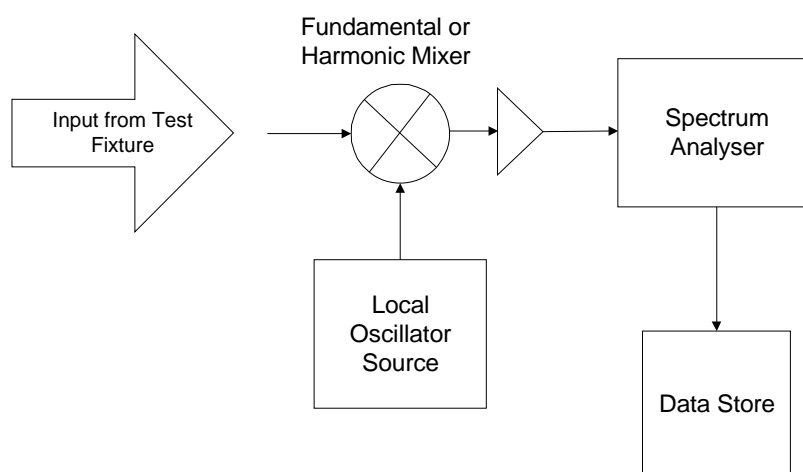 Fundamental or
Harmonic Mixer
Input from Test
Fixture
Spectrum
Analyser
Local
Oscillator
Source
Data Store